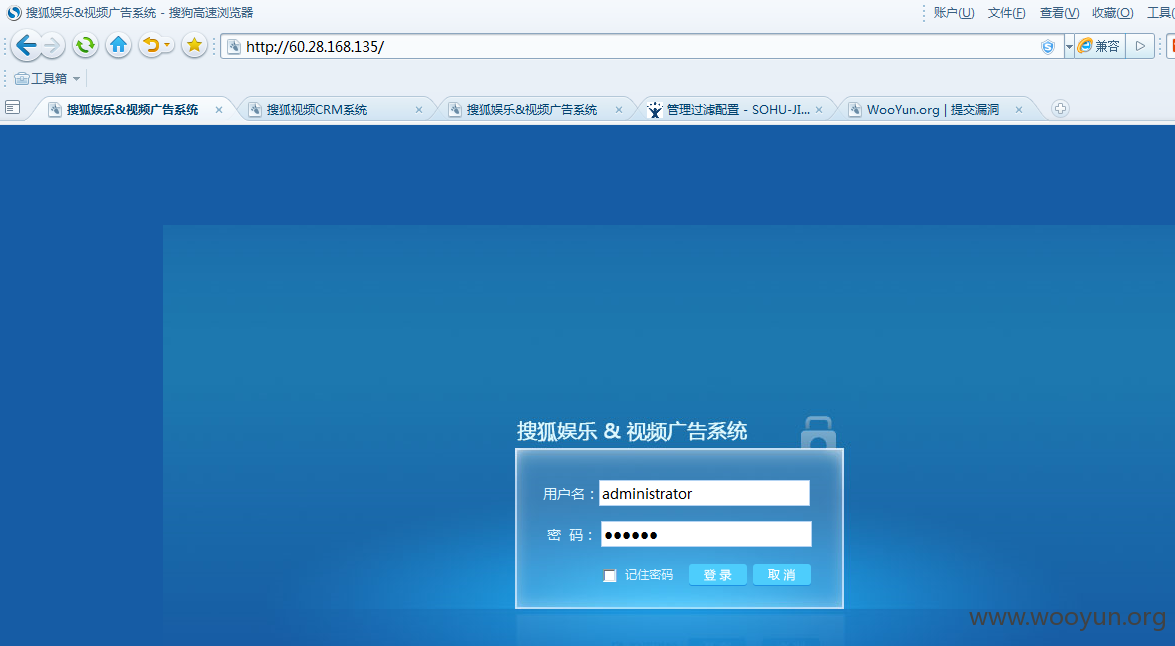 搜狐娱乐&视频广告系统 - 搜狗高速浏览器
账户(U) 文件(F) 查看(V) 收藏(O) 工具(
http://60.28.168.135/
兼容
工具箱
搜狐娱乐&视频广告系统 × 搜狐视频CRM系统 × 搜狐娱乐&视频广告系统 × 管理过滤配置 - SOHU-JI... × WooYun.org | 提交漏洞 ×
搜狐娱乐 & 视频广告系统
用户名：administrator
密 码：●●●●●●
记住密码 登 录 取 消
www.wooyun.org